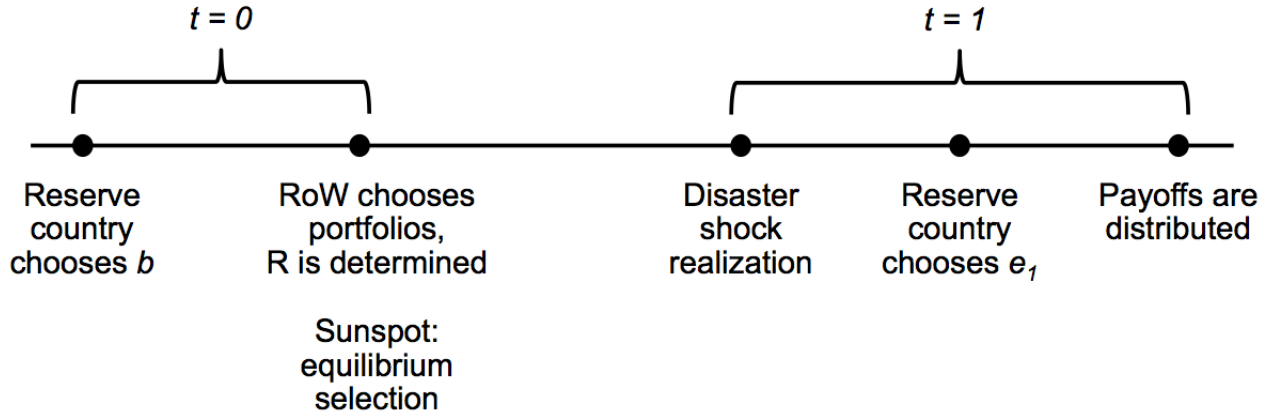 t = 0
t = 1
Reserve
country
chooses b
RoW chooses
portfolios,
R is determined
Sunspot:
equilibrium
selection
Disaster
shock
realization
Reserve
country
chooses e₁
Payoffs are
distributed